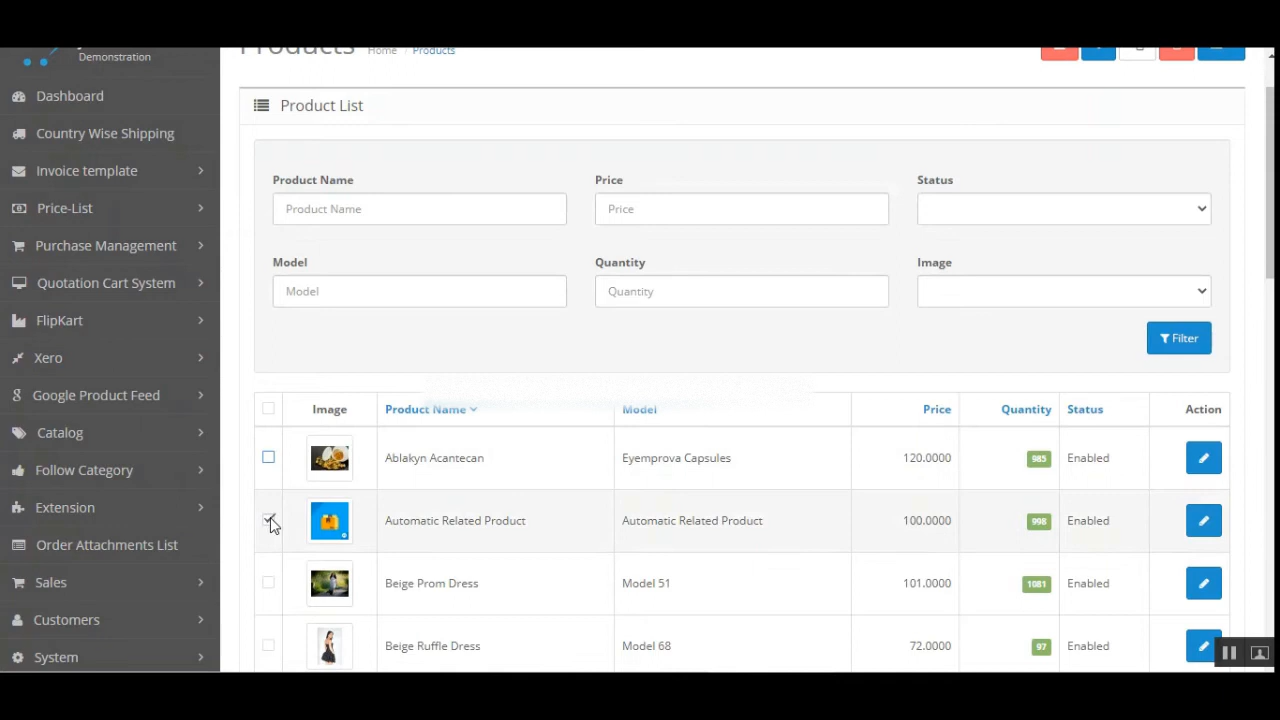 Demonstration
Products Home / Products
Dashboard
Country Wise Shipping
Invoice template
Price-List
Purchase Management
Quotation Cart System
FlipKart
Xero
Google Product Feed
Catalog
Follow Category
Extension
Order Attachments List
Sales
Customers
System
Product List
Product Name Price Status
Product Name Price
Model Quantity Image
Model Quantity
Filter
Image Product Name Model Price Quantity Status Action
Ablakyn Acantecan Eyemprova Capsules 120.0000 985 Enabled
Automatic Related Product Automatic Related Product 100.0000 998 Enabled
Beige Prom Dress Model 51 101.0000 1081 Enabled
Beige Ruffle Dress Model 68 72.0000 97 Enabled